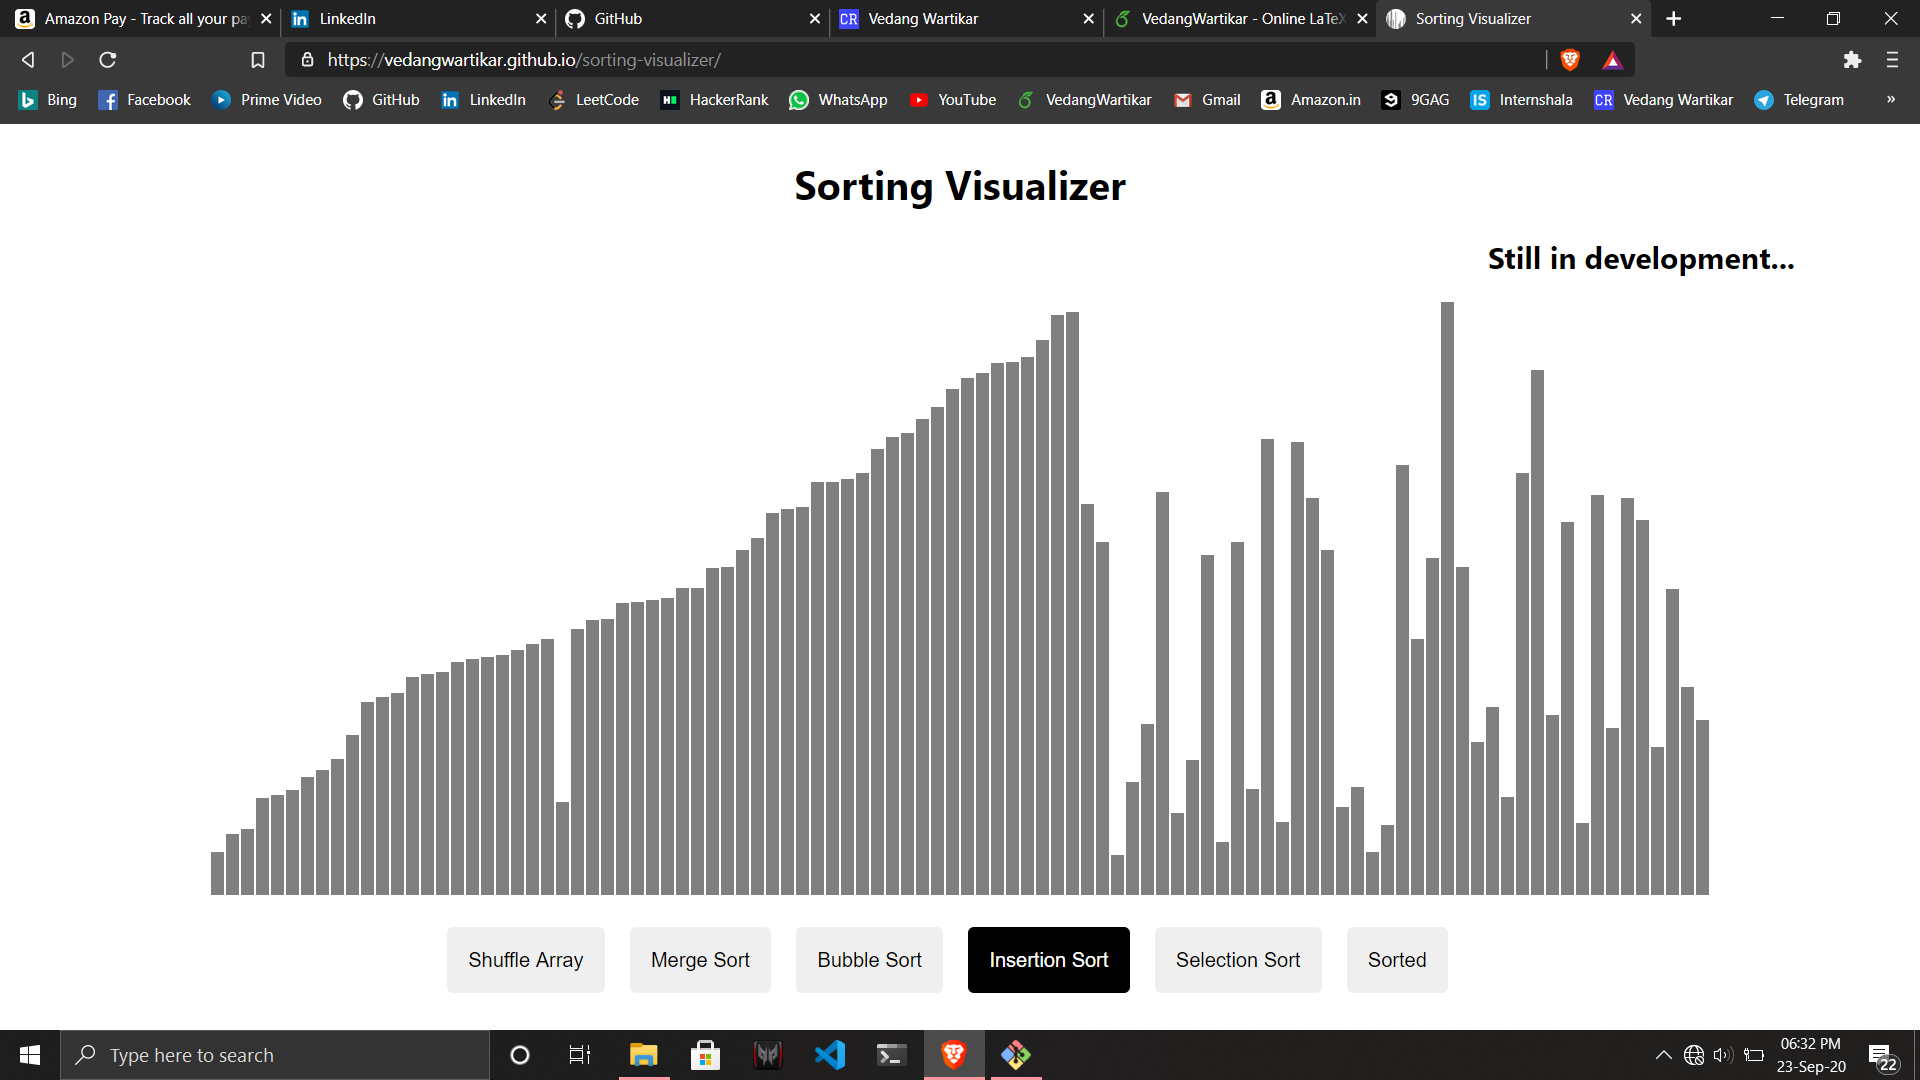 Amazon Pay - Track all your pa
LinkedIn
GitHub
CR Vedang Wartikar
VedangWartikar - Online LaTeX
Sorting Visualizer
https://vedangwartikar.github.io/sorting-visualizer/
Bing
Facebook
Prime Video
GitHub
LinkedIn
LeetCode
HackerRank
WhatsApp
YouTube
VedangWartikar
Gmail
Amazon.in
9GAG
IS Internshala
CR Vedang Wartikar
Telegram
»
Sorting Visualizer
Still in development...
Shuffle Array
Merge Sort
Bubble Sort
Insertion Sort
Selection Sort
Sorted
Type here to search
06:32 PM
23-Sep-20
22